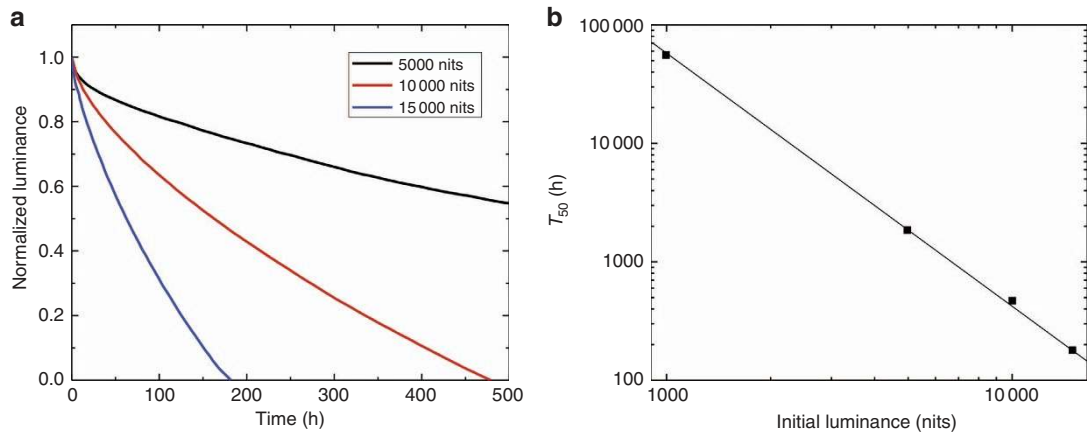 a
Normalized luminance
1.0
0.8
0.6
0.4
0.2
0.0
0
100
200
300
400
500
Time (h)
5000 nits
10 000 nits
15 000 nits
b
T50 (h)
100 000
10 000
1000
100
1000
10 000
Initial luminance (nits)